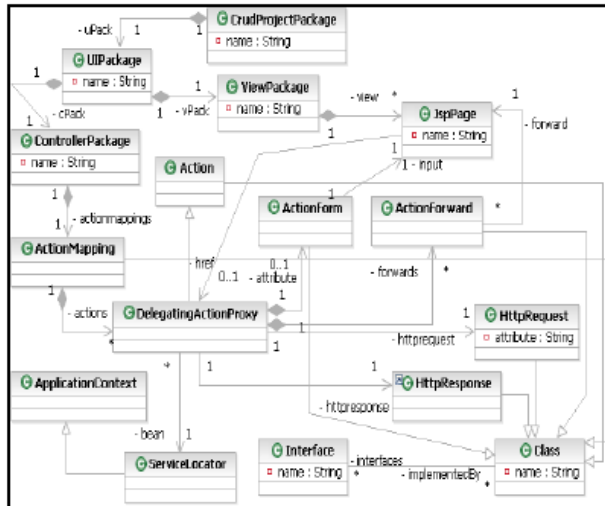 CrudProjectPackage
name : String
- uPack
1
1
UIPackage
name : String
1
1
1
- cPack
- vPack
1
ViewPackage
name : String
1
- view
*
JspPage
name : String
1
- forward
1
1
1 - input
ControllerPackage
name : String
1
1
- actionmappings
Action
ActionForm
ActionForward
*
ActionMapping
1
- actions
*
- href
0..1
- attribute
0..1
- forwards
*
DelegatingActionProxy
1
1
1
- httprequest
1
HttpRequest
attribute : String
*
1
1
- httpresponse
HttpResponse
ApplicationContext
- bean
1
ServiceLocator
Interface
name : String
- interfaces
*
- implementedBy
*
Class
name : String